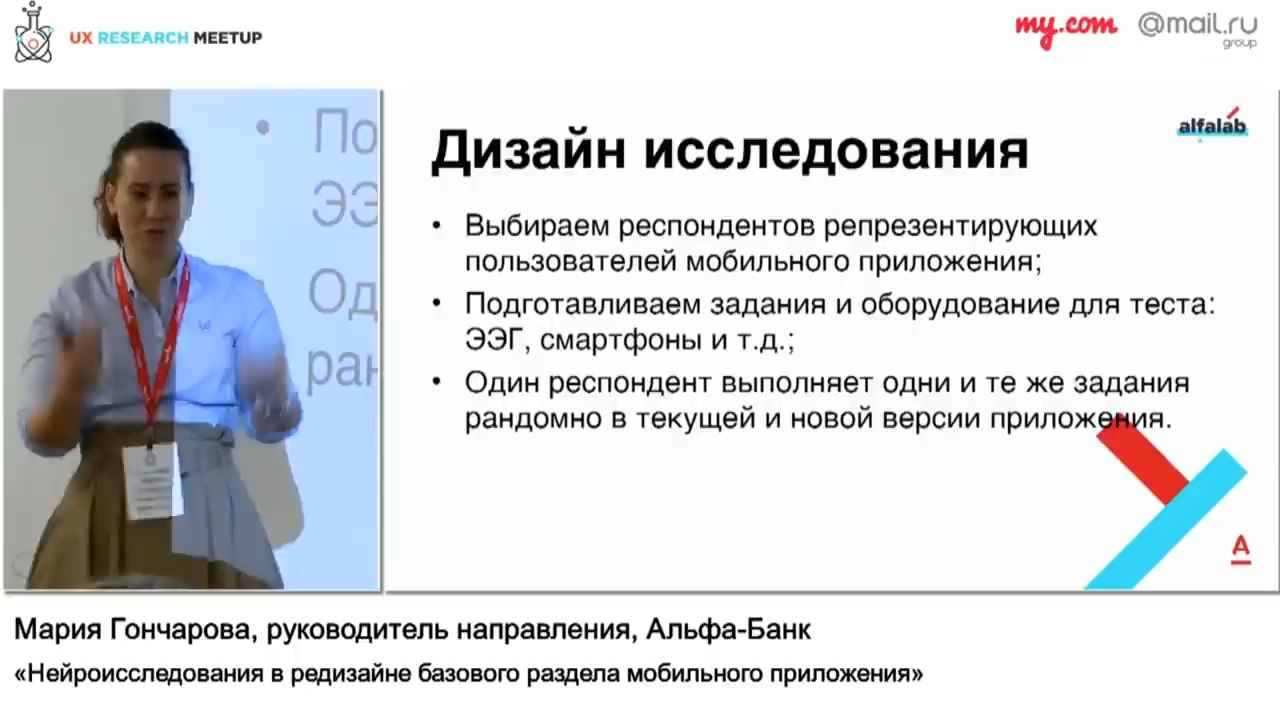 UX RESEARCH MEETUP
my.com @mail.ru
group
По
ЭЭ
Од
ран
alfalab
Дизайн исследования
• Выбираем респондентов репрезентирующих
пользователей мобильного приложения;
• Подготавливаем задания и оборудование для теста:
ЭЭГ, смартфоны и т.д.;
• Один респондент выполняет одни и те же задания
рандомно в текущей и новой версии приложения.
А
Мария Гончарова, руководитель направления, Альфа-Банк
«Нейроисследования в редизайне базового раздела мобильного приложения»